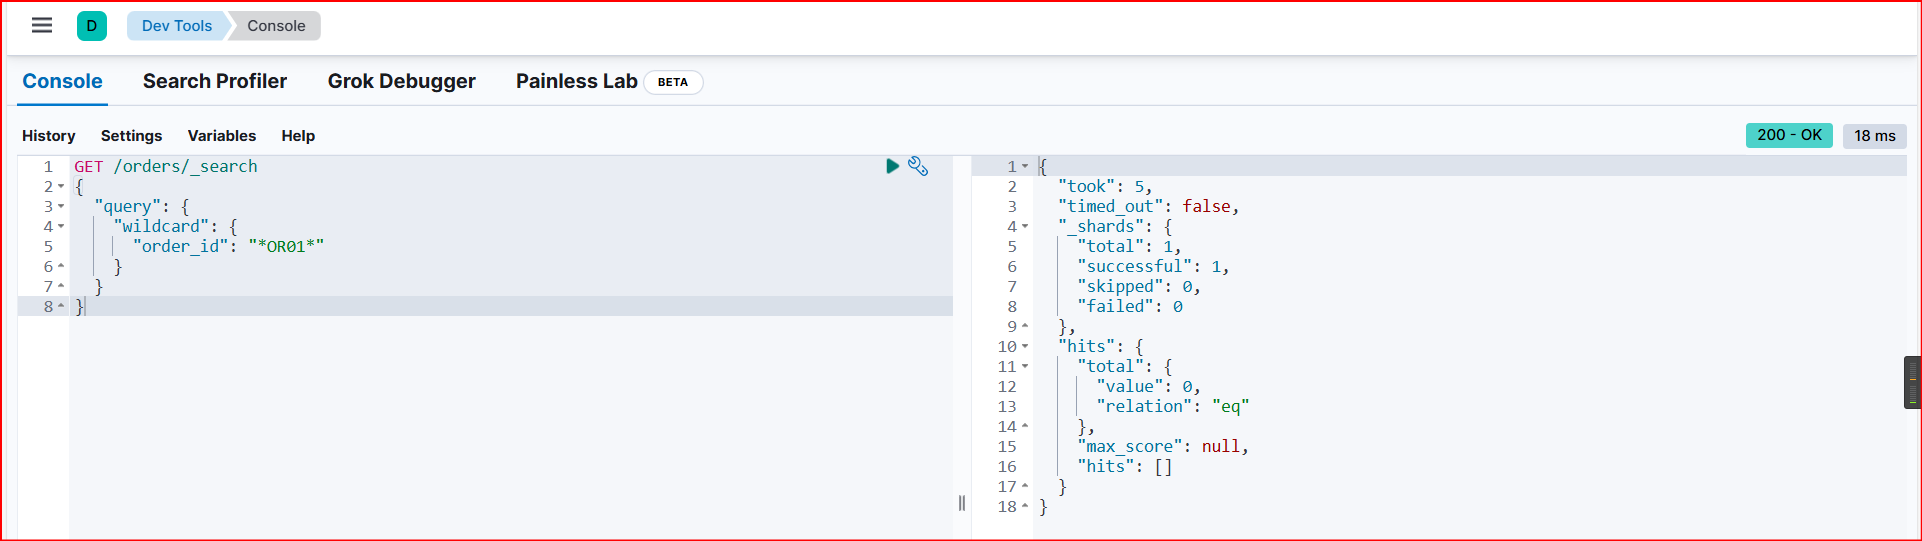 D Dev Tools Console
Console Search Profiler Grok Debugger Painless Lab BETA
History Settings Variables Help 200 - OK 18 ms
1 GET /orders/_search
2 {
3 "query": {
4 "wildcard": {
5 "order_id": "*OR01*"
6 }
7 }
8 }
1 {
2 "took": 5,
3 "timed_out": false,
4 "_shards": {
5 "total": 1,
6 "successful": 1,
7 "skipped": 0,
8 "failed": 0
9 },
10 "hits": {
11 "total": {
12 "value": 0,
13 "relation": "eq"
14 },
15 "max_score": null,
16 "hits": []
17 }
18 }